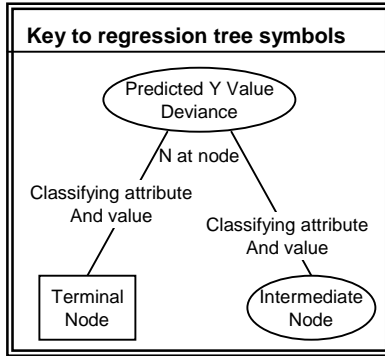 Key to regression tree symbols
Predicted Y Value
Deviance
N at node
Classifying attribute
And value
Classifying attribute
And value
Terminal
Node
Intermediate
Node